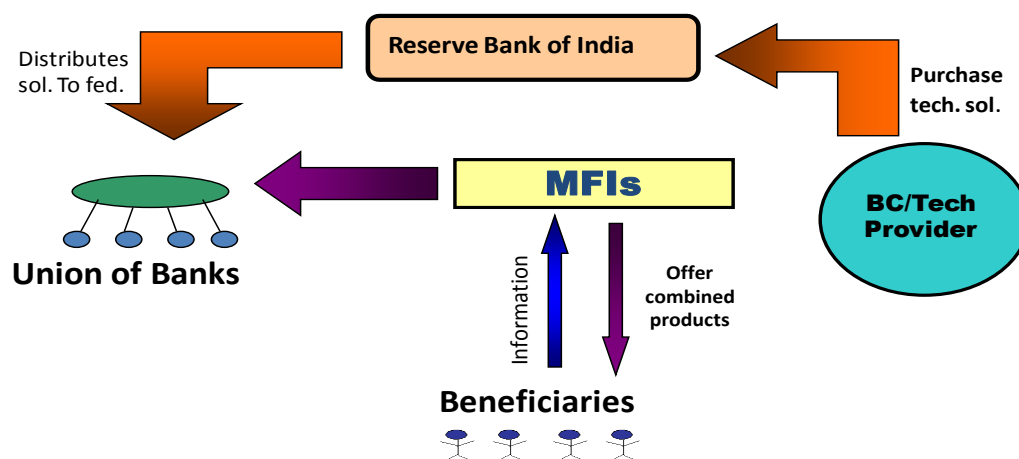 Reserve Bank of India
Distributes
sol. To fed.
Purchase
tech. sol.
MFIs
BC/Tech
Provider
Union of Banks
Information
Offer
combined
products
Beneficiaries